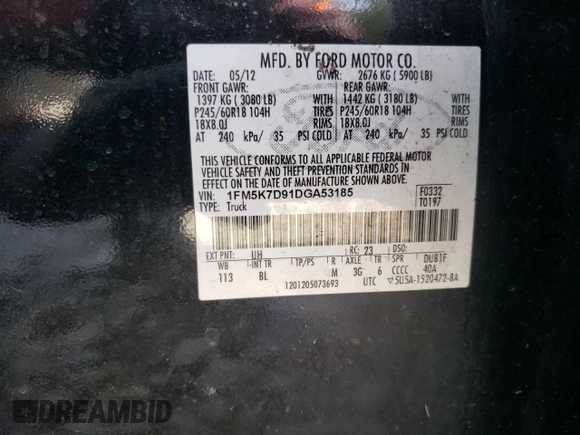 MFD. BY FORD MOTOR CO.
DATE: 05/12 GVWR: 2676 KG ( 5900 LB)
FRONT GAWR: REAR GAWR:
1397 KG ( 3080 LB) WITH 1442 KG ( 3180 LB) WITH
P245/60R18 104H TIRES P245/60R18 104H TIRES
18X8.0J RIMS 18X8.0J RIMS
AT 240 kPa/ 35 PSI COLD AT 240 kPa/ 35 PSI COLD
THIS VEHICLE CONFORMS TO ALL APPLICABLE FEDERAL MOTOR
VEHICLE SAFETY AND THEFT PREVENTION STANDARDS IN
EFFECT ON THE DATE OF MANUFACTURE SHOWN ABOVE.
VIN: 1FM5K7D91DGA53185
TYPE: Truck
F0332
T0197
EXT PNT: UH RC: 23 DSO:
WB INT TR TP/PS R AXLE TR DUB1F
113 BL M 3G 6 CCCC 40A
1201205073693 UTC ▽5U5A-1520472-BA
DREAMBID